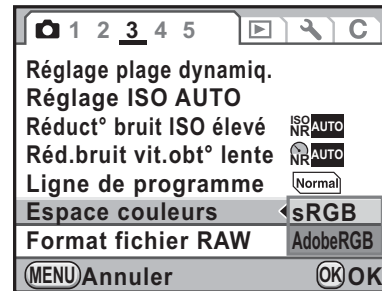 1 2 3 4 5 C
Réglage plage dynamiq.
Réglage ISO AUTO
Réduct° bruit ISO élevé ISO NR AUTO
Réd.bruit vit.obt° lente NR AUTO
Ligne de programme Normal
Espace couleurs sRGB
Format fichier RAW AdobeRGB
MENU Annuler OK OK